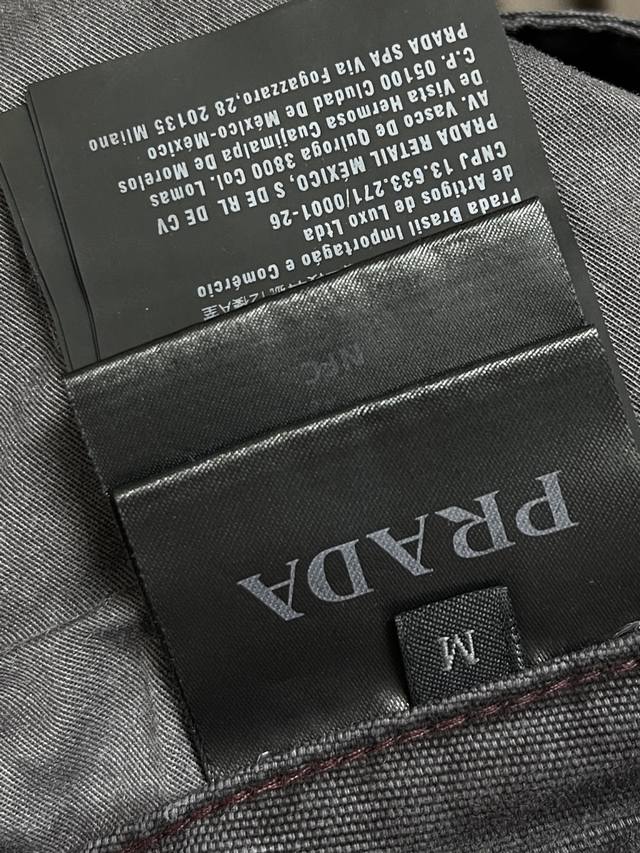 M
PRADA
NFC
Prada Brasil Importagão e Comércio
de Artigos de Luxo Ltda
CNPJ 13.633.271/0001-26
PRADA RETAIL MÉXICO, S DE RL DE CV
AV. Vasco De Quiroga 3800 Col. Lomas
De Vista Hermosa Cuajimalpa De Morelos
C.P. 05100 Ciudad De México-México
PRADA SPA Via Fogazzaro,28 20135 Mliano